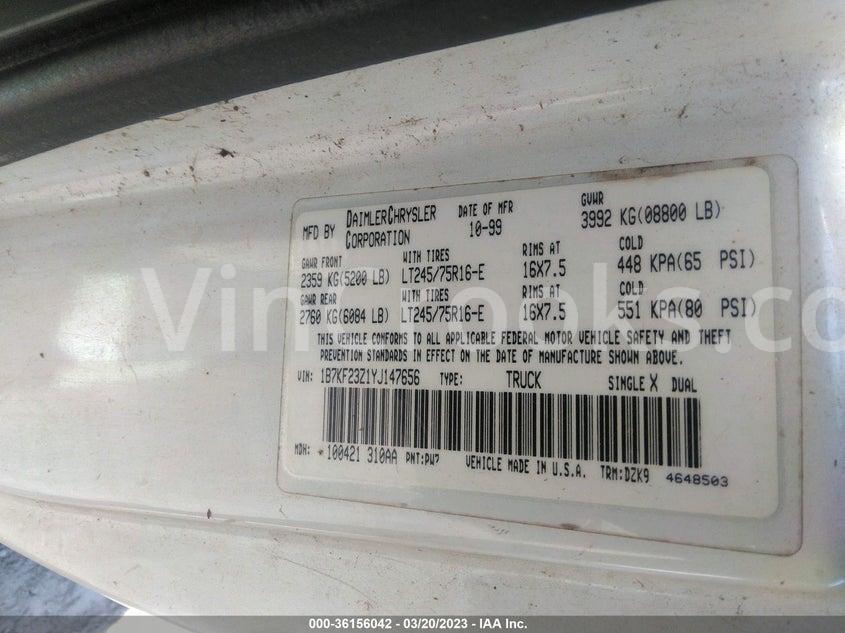 MFD BY DAIMLERCHRYSLER CORPORATION DATE OF MFR 10-99 GVWR 3992 KG(08800 LB)
GAWR FRONT WITH TIRES RIMS AT COLD
2359 KG(5200 LB) LT245/75R16-E 16X7.5 448 KPA(65 PSI)
GAWR REAR WITH TIRES RIMS AT COLD
2760 KG(6084 LB) LT245/75R16-E 16X7.5 551 KPA(80 PSI)
THIS VEHICLE CONFORMS TO ALL APPLICABLE FEDERAL MOTOR VEHICLE SAFETY AND THEFT
PREVENTION STANDARDS IN EFFECT ON THE DATE OF MANUFACTURE SHOWN ABOVE.
VIN: 1B7KF23Z1YJ147656 TYPE: TRUCK SINGLE X DUAL
MDH: 100421 310AA PNT:PW7 VEHICLE MADE IN U.S.A. TRM:DZK9 4648503
000-36156042 / 03/20/2023 - IAA Inc.